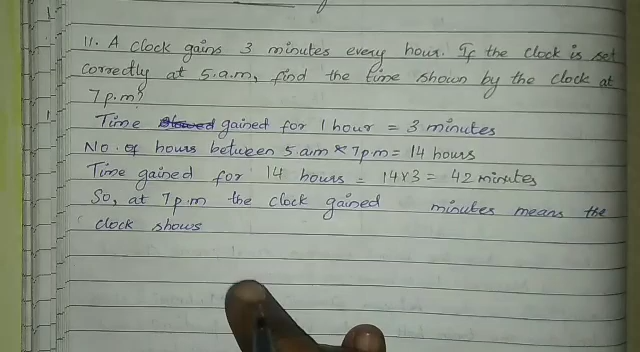 11. A clock gains 3 minutes every hour. If the clock is set
correctly at 5.a.m, find the time shown by the clock at
7p.m?
Time slowed gained for 1 hour = 3 minutes
No. of hours between 5 a.m & 7pm = 14 hours
Time gained for 14 hours = 14x3 = 42 minutes
So, at 7p.m the clock gained minutes means the
clock shows